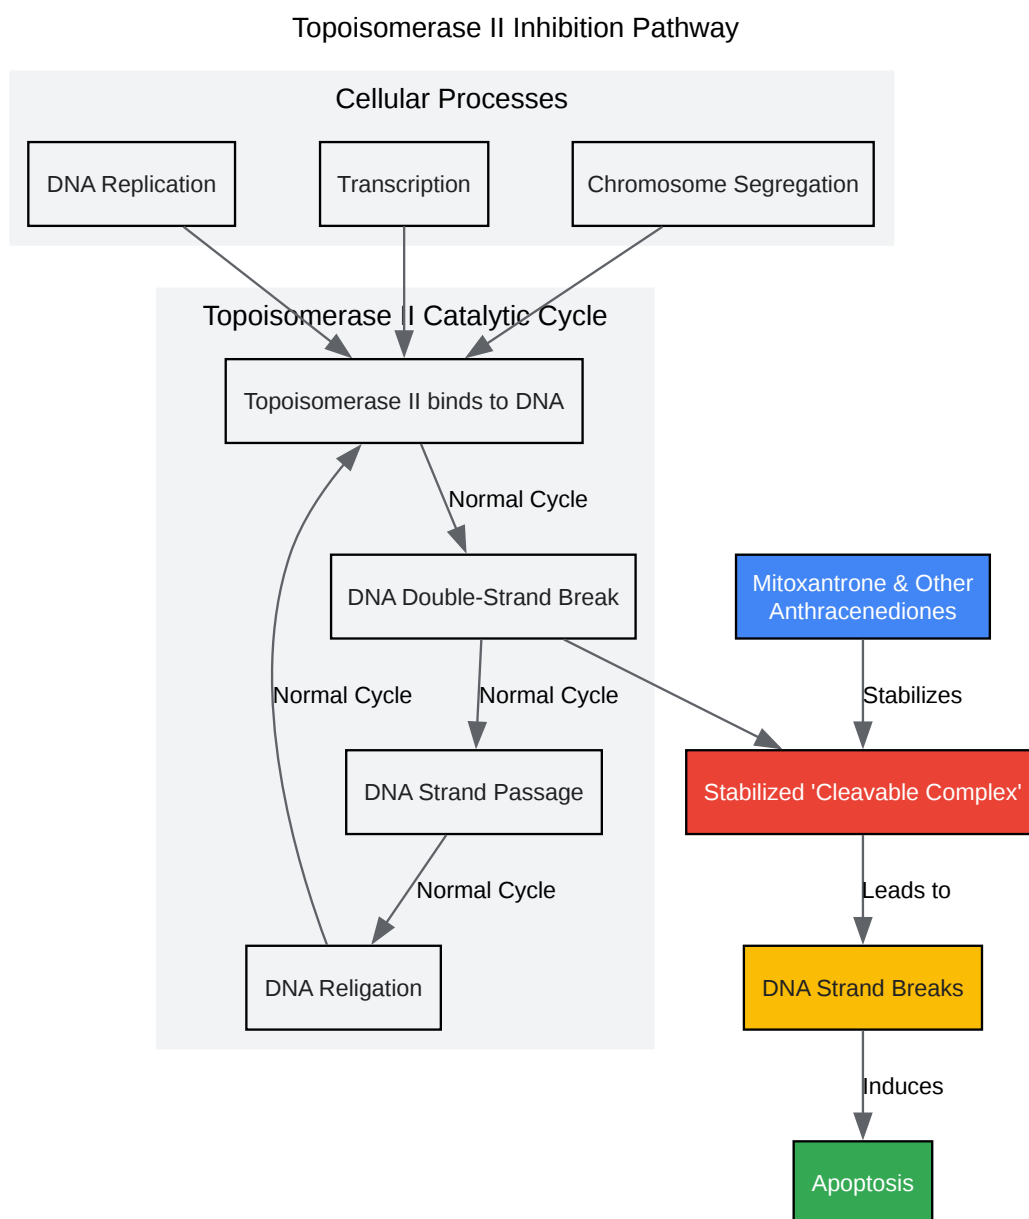 Topoisomerase II Inhibition Pathway
Cellular Processes
DNA Replication
Transcription
Chromosome Segregation
Topoisomerase II Catalytic Cycle
Topoisomerase II binds to DNA
Normal Cycle
DNA Double-Strand Break
Mitoxantrone & Other
Anthracenediones
Normal Cycle
Normal Cycle
Stabilizes
DNA Strand Passage
Stabilized 'Cleavable Complex'
Normal Cycle
Leads to
DNA Religation
DNA Strand Breaks
Induces
Apoptosis